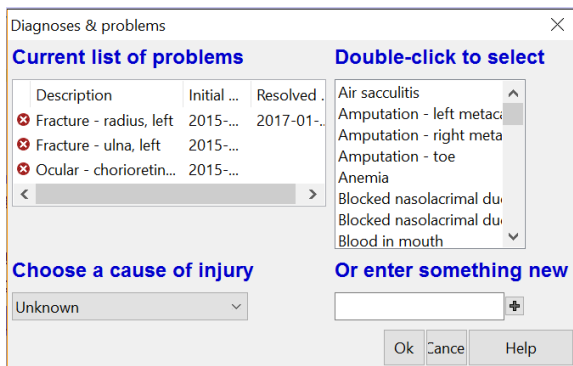 Diagnoses & problems
Current list of problems
Description Initial ... Resolved .
Fracture - radius, left 2015-... 2017-01-..
Fracture - ulna, left 2015-...
Ocular - chorioretin... 2015-...
Double-click to select
Air sacculitis
Amputation - left metaca
Amputation - right meta
Amputation - toe
Anemia
Blocked nasolacrimal du
Blocked nasolacrimal du
Blood in mouth
Choose a cause of injury
Unknown
Or enter something new
Ok Cance Help